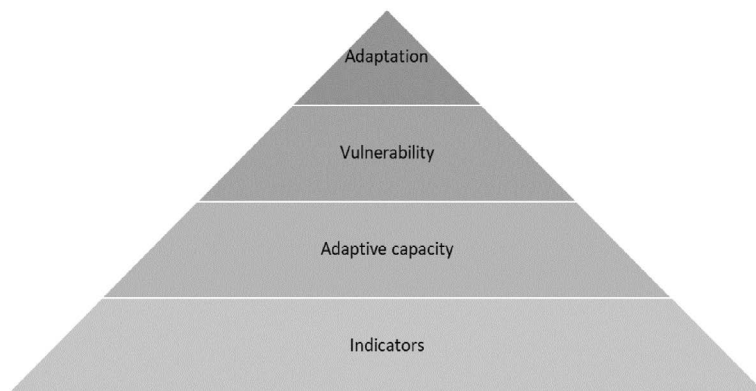 Adaptation
Vulnerability
Adaptive capacity
Indicators